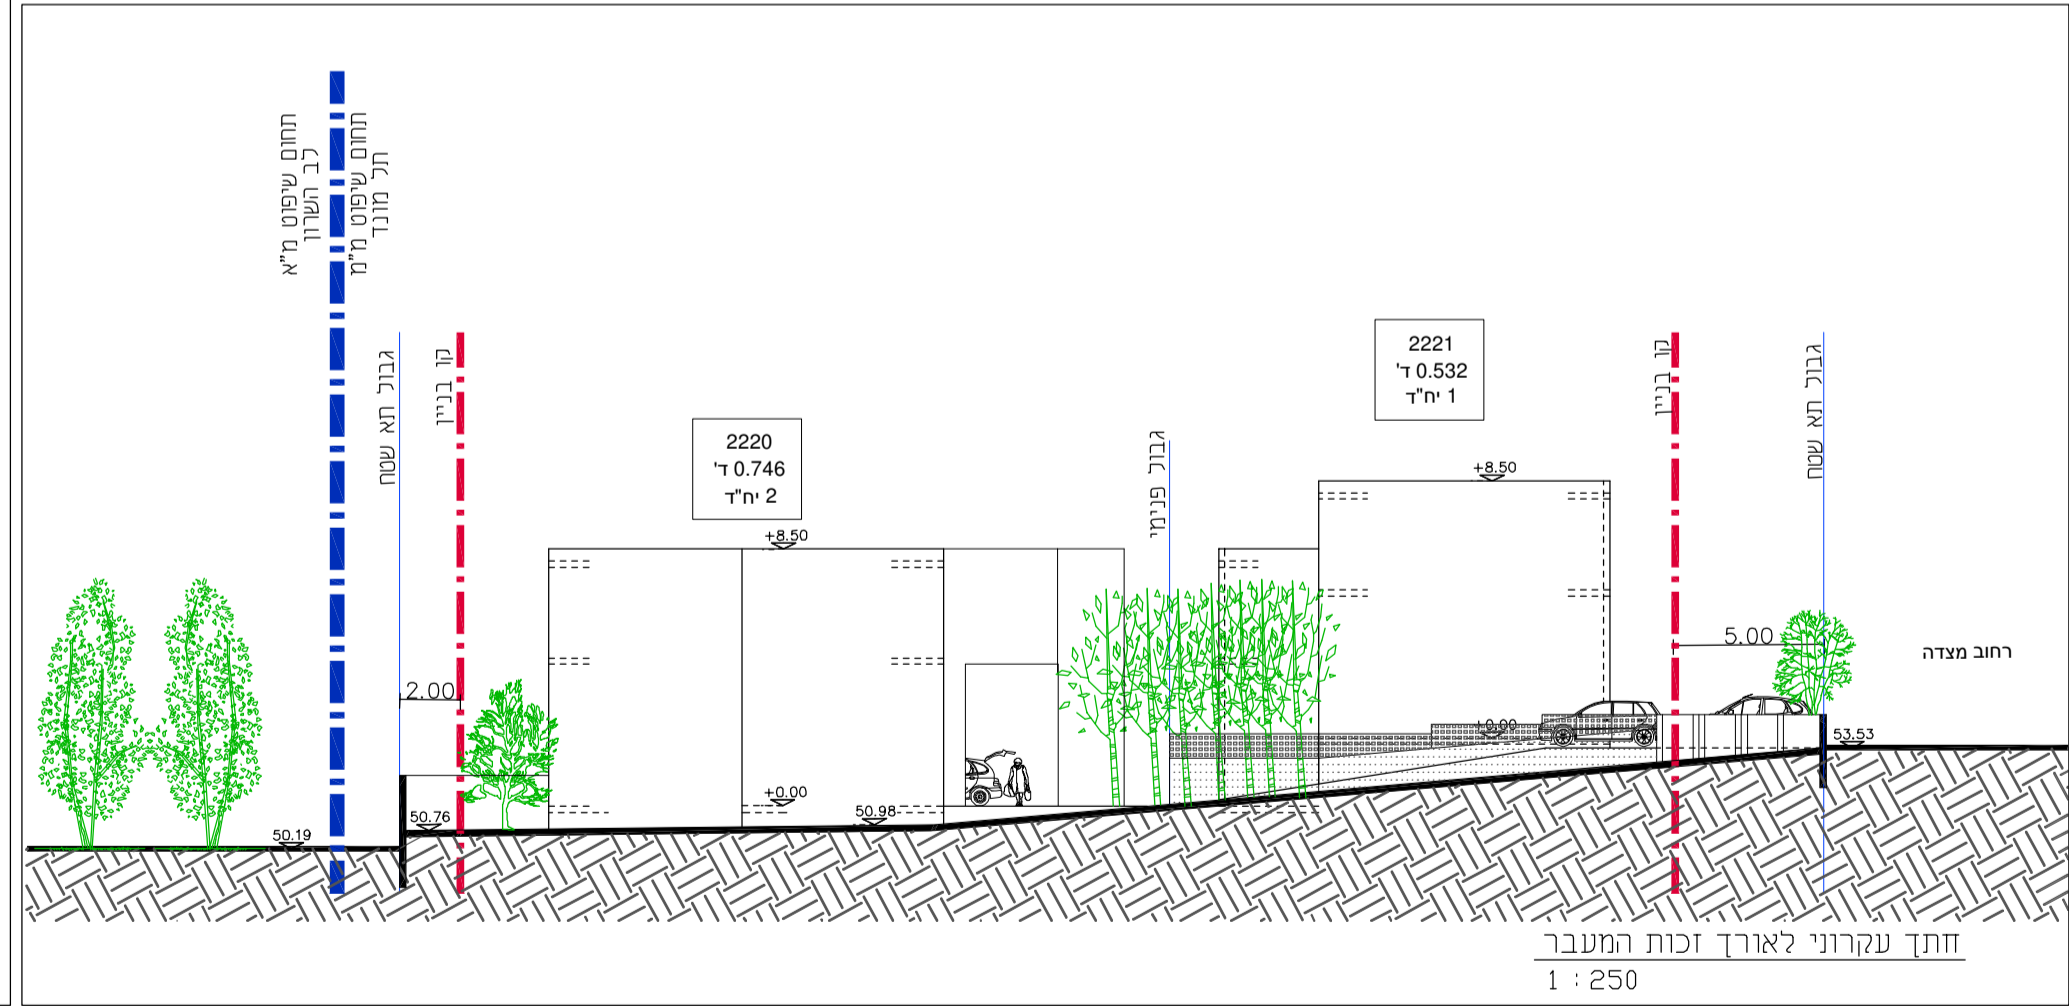 תחום שיפוט מ"א
לב השרון
תחום שיפוט מ"מ
תל מונד
גבול תא שטח
קו בניין
2220
0.746 ד'
2 יח"ד
+8.50
גבול פנימי
2221
0.532 ד'
1 יח"ד
+8.50
קו בניין
גבול תא שטח
5.00
רחוב מצדה
2.00
+0.00
53.53
+0.00
50.98
50.76
50.19
חתך עקרוני לאורך זכות המעבר
1 : 250